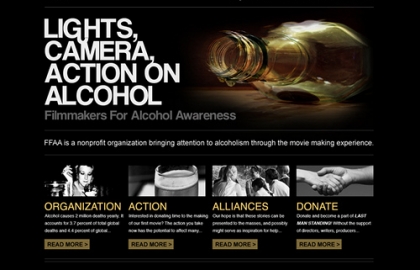 LIGHTS,
CAMERA,
ACTION ON
ALCOHOL
Filmmakers For Alcohol Awareness
FFAA is a nonprofit organization bringing attention to alcoholism through the movie making experience.
ORGANIZATION
Alcohol causes 2 million deaths yearly. It
accounts for 3.7 percent of total global
deaths and 4.4 percent of global...
READ MORE >
ACTION
Interested in donating time to the making
of our first movie? The action you take
now has the potential to affect many...
READ MORE >
ALLIANCES
Our hope is that these stories can be
presented to the masses, and possibly
might serve as inspiration for help...
READ MORE >
DONATE
Donate and become a part of LAST
MAN STANDING! Without the support
of directors, writers, producers...
READ MORE >